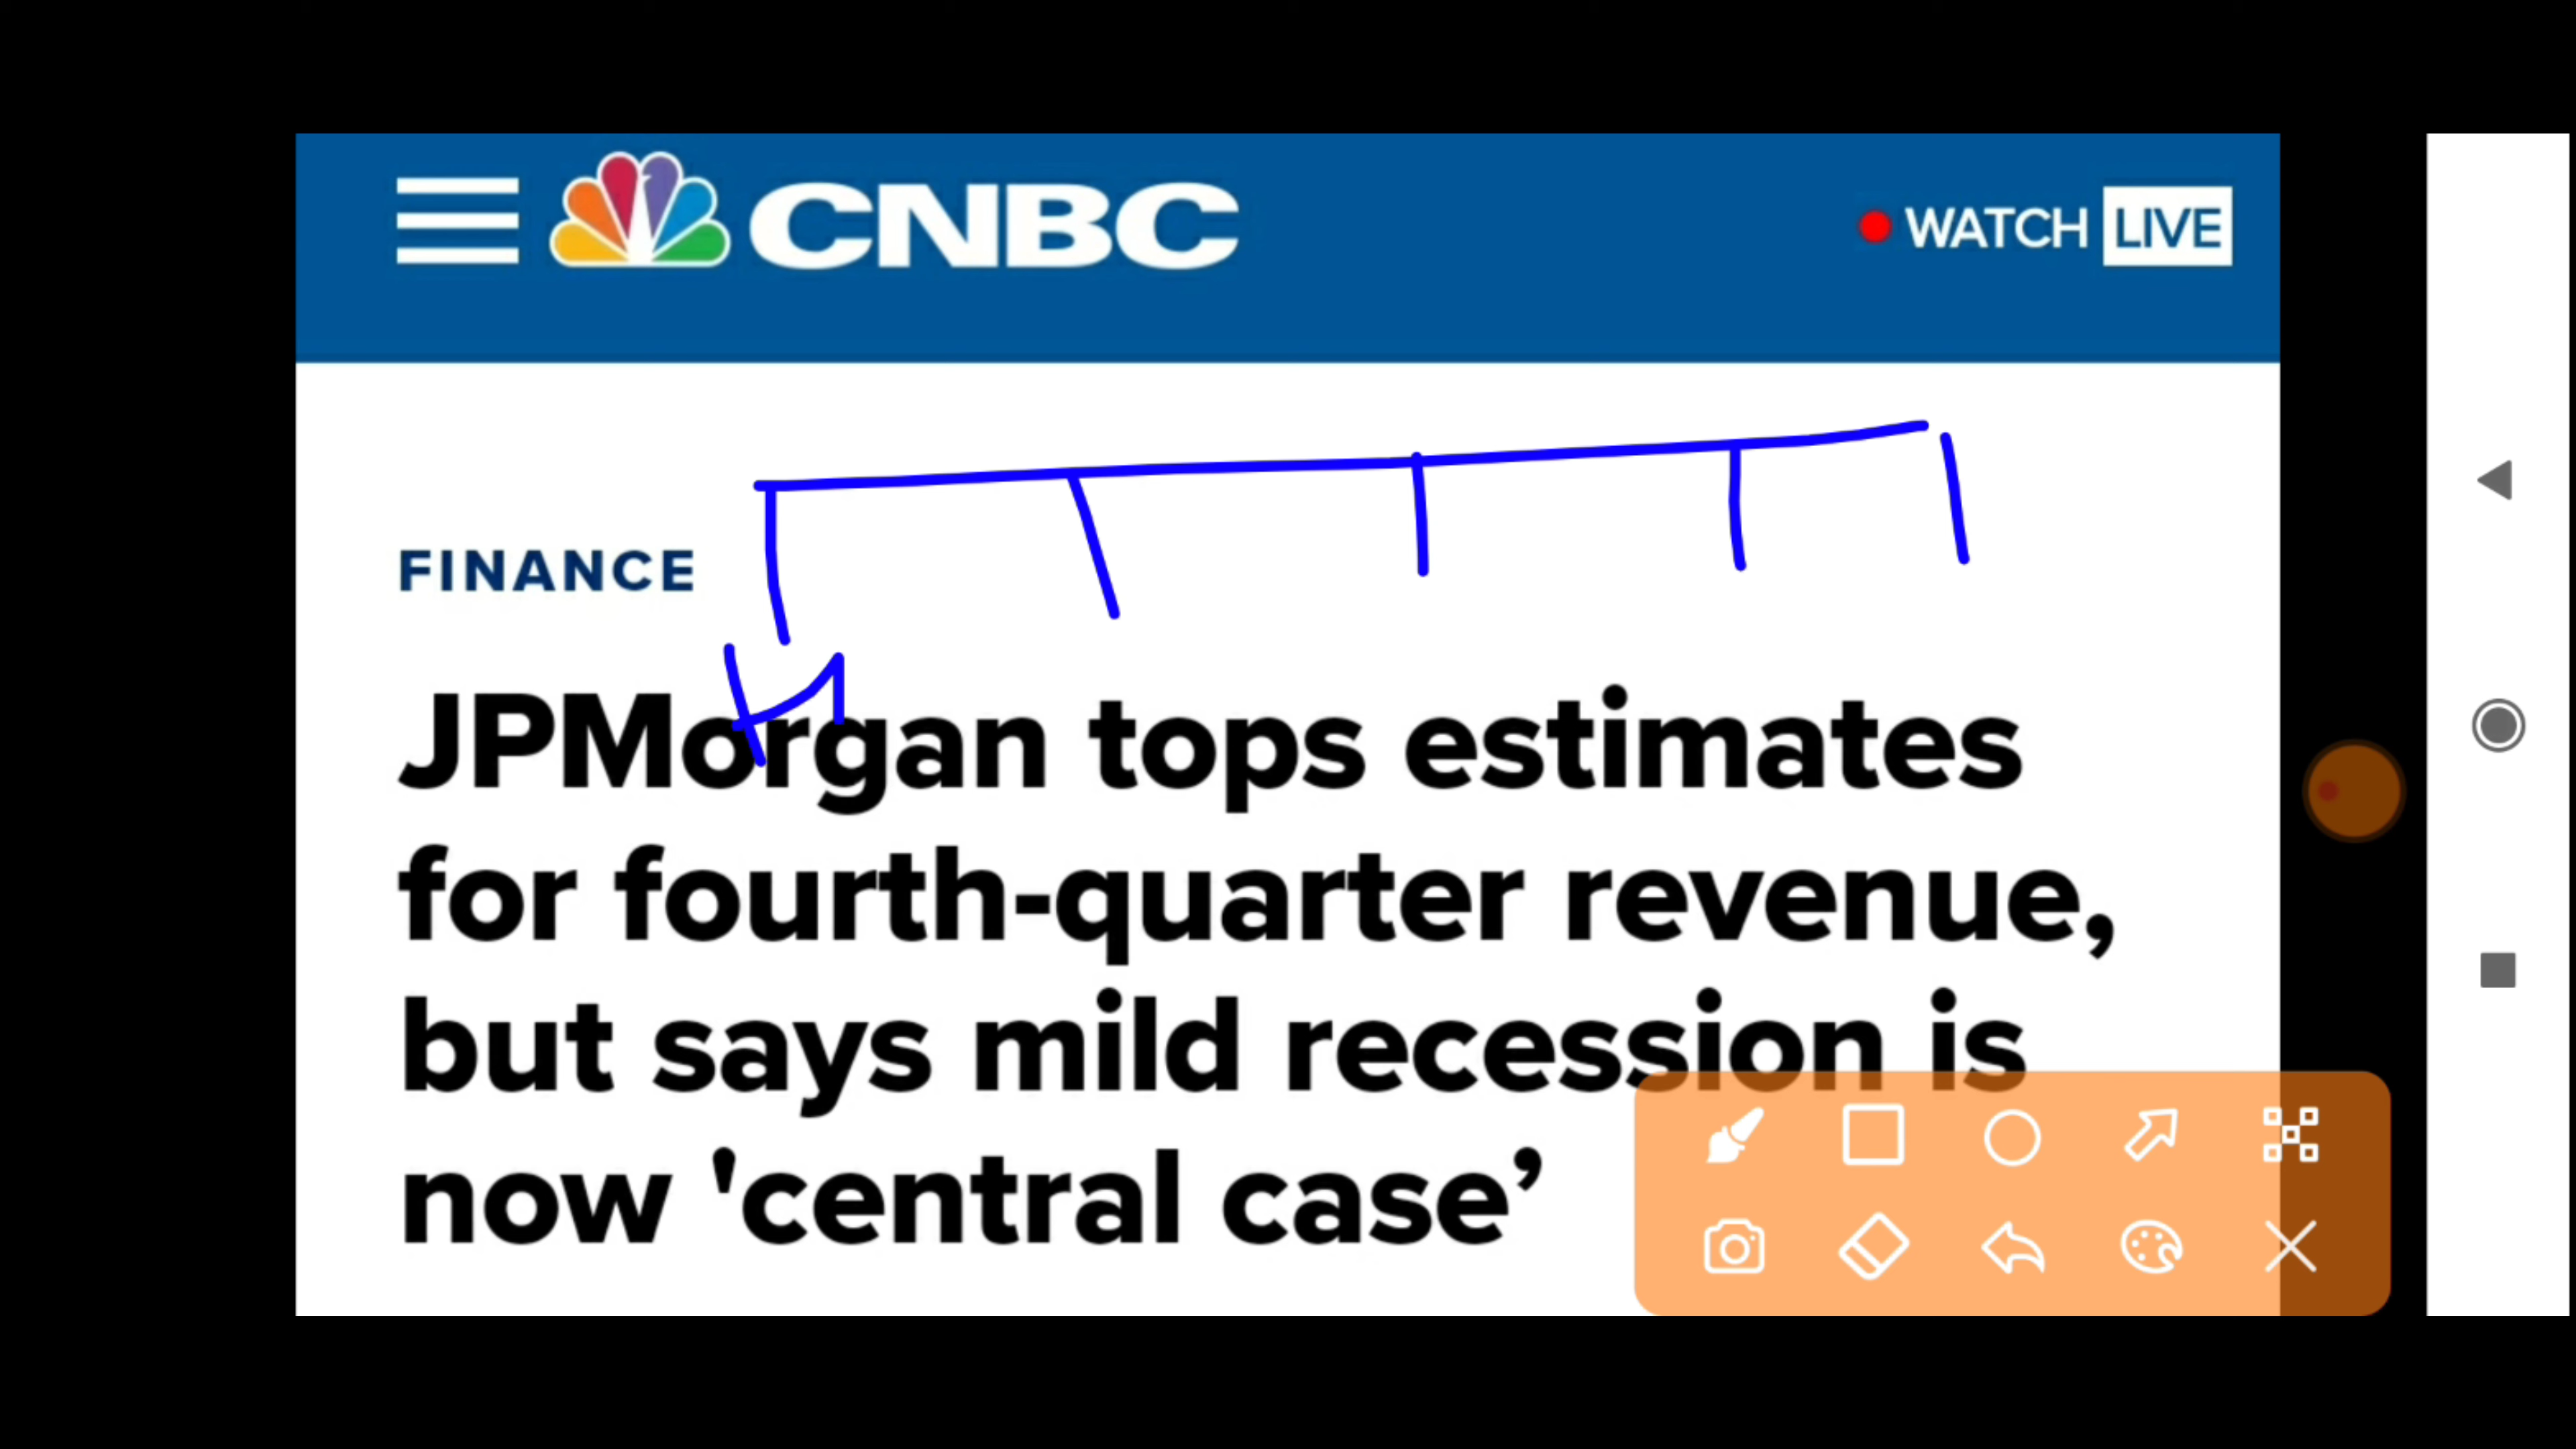 CNBC
WATCH LIVE
FINANCE
JPMorgan tops estimates
for fourth-quarter revenue,
but says mild recession is
now 'central case’